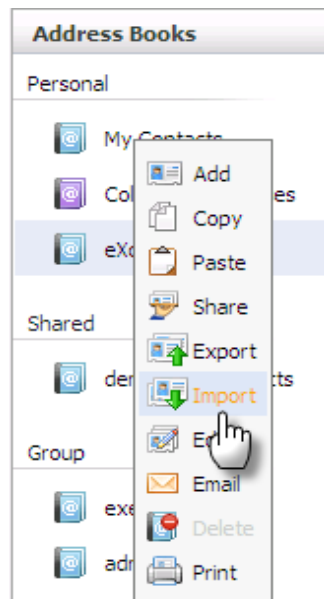 Address Books
Personal
My Contacts
Shared
Group
Add
Copy
Paste
Share
Export
Import
Email
Delete
Print